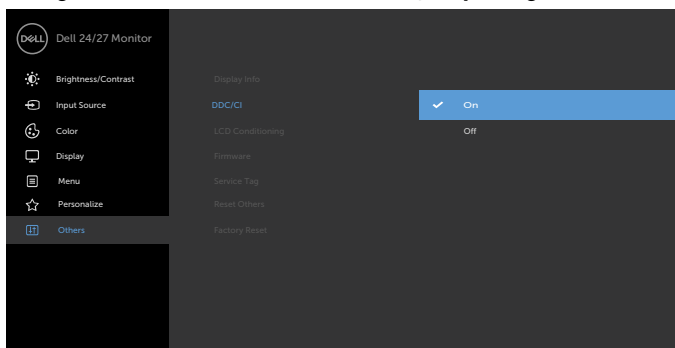 DELL Dell 24/27 Monitor
Brightness/Contrast
Display Info
Input Source
DDC/CI
On
Color
LCD Conditioning
Off
Display
Firmware
Menu
Service Tag
Personalize
Reset Others
Others
Factory Reset